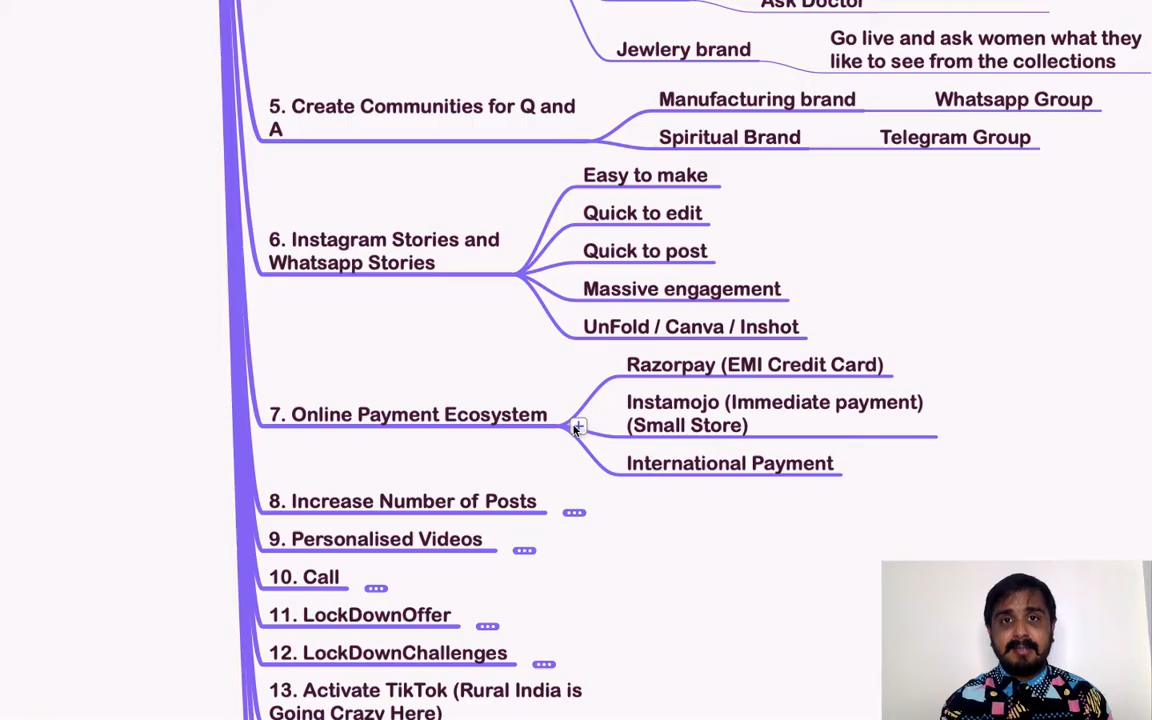 Ask Doctor
Jewlery brand
Go live and ask women what they
like to see from the collections
5. Create Communities for Q and
A
Manufacturing brand
Whatsapp Group
Spiritual Brand
Telegram Group
6. Instagram Stories and
Whatsapp Stories
Easy to make
Quick to edit
Quick to post
Massive engagement
UnFold / Canva / Inshot
7. Online Payment Ecosystem
Razorpay (EMI Credit Card)
Instamojo (Immediate payment)
(Small Store)
International Payment
8. Increase Number of Posts
9. Personalised Videos
10. Call
11. LockDownOffer
12. LockDownChallenges
13. Activate TikTok (Rural India is
Going Crazy Here)